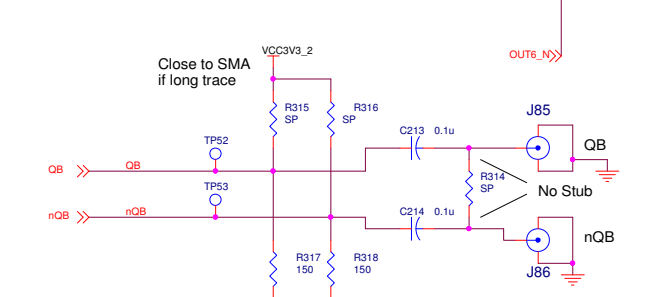 OUT6_N
VCC3V3_2
Close to SMA
if long trace
J85
R315
SP
R316
SP
C213 0.1u
TP52
QB
QB
QB
R314
SP
TP53
No Stub
nQB
nQB
C214 0.1u
nQB
R317
150
R318
150
J86